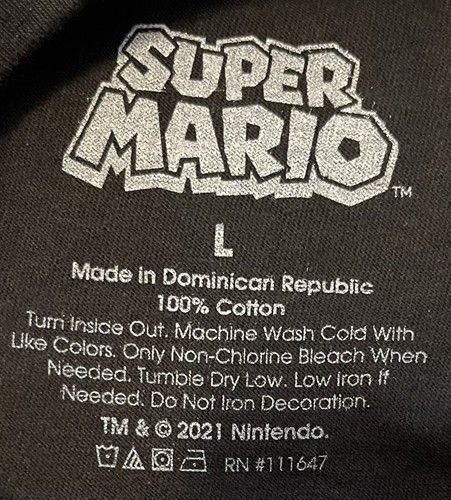 SUPER
MARIO
TM
L
Made in Dominican Republic
100% Cotton
Turn Inside Out. Machine Wash Cold With
Like Colors. Only Non-Chlorine Bleach When
Needed. Tumble Dry Low. Low Iron If
Needed. Do Not Iron Decoration.
TM & © 2021 Nintendo.
RN #111647